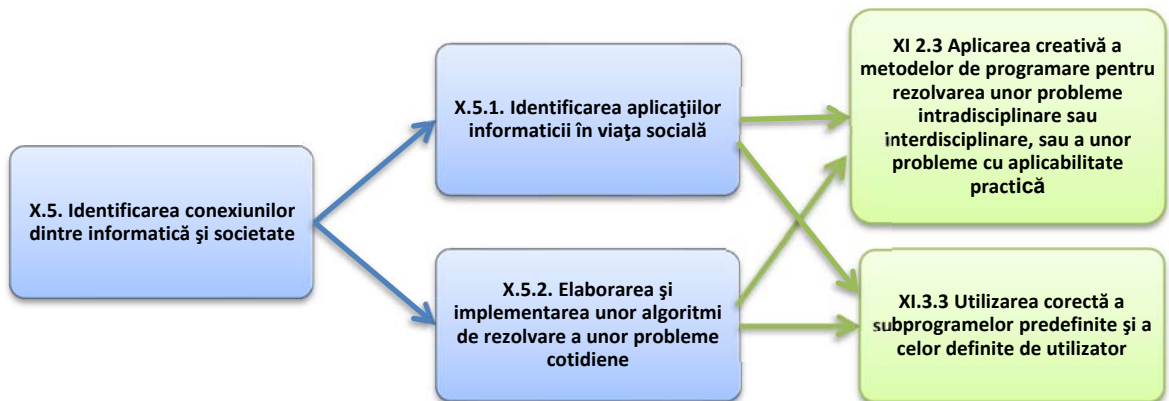 X.5. Identificarea conexiunilor
dintre informatică şi societate
X.5.1. Identificarea aplicaţiilor
informaticii în viaţa socială
X.5.2. Elaborarea şi
implementarea unor algoritmi
de rezolvare a unor probleme
cotidiene
XI 2.3 Aplicarea creativă a
metodelor de programare pentru
rezolvarea unor probleme
intradisciplinare sau
interdisciplinare, sau a unor
probleme cu aplicabilitate
practică
XI.3.3 Utilizarea corectă a
subprogramelor predefinite şi a
celor definite de utilizator